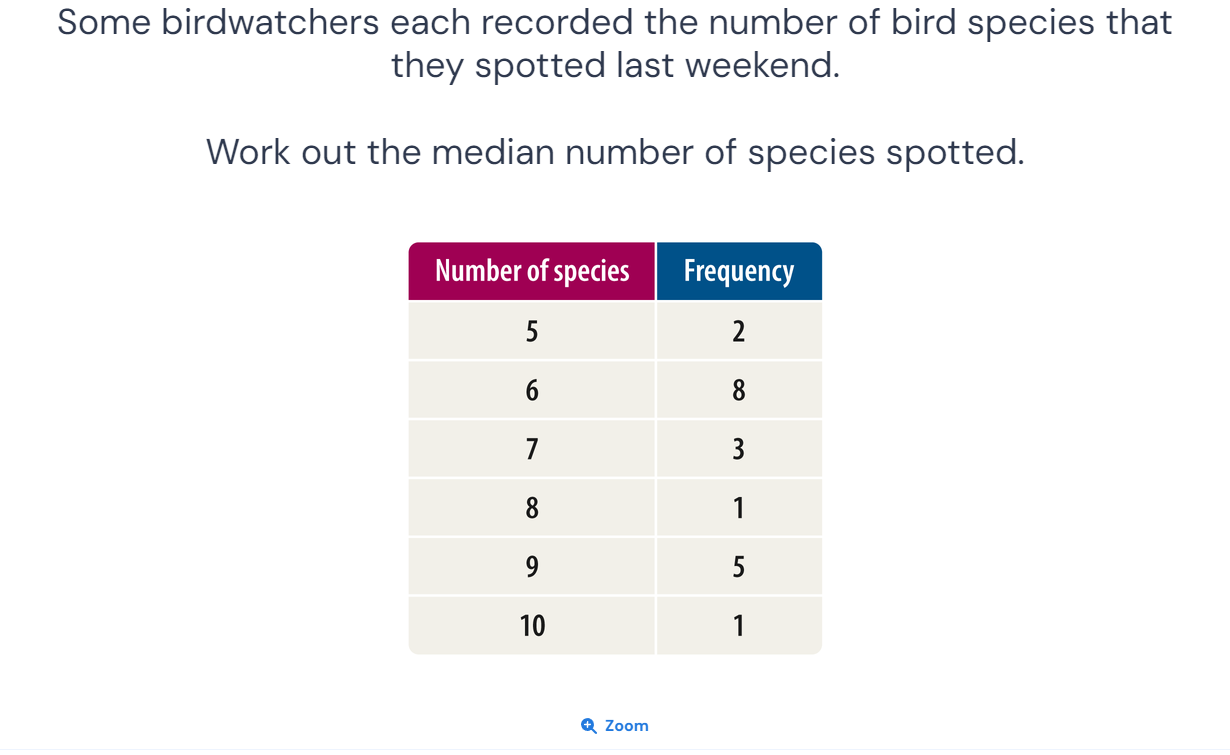 Some birdwatchers each recorded the number of bird species that
they spotted last weekend.
Work out the median number of species spotted.
Number of species Frequency
5 2
6 8
7 3
8 1
9 5
10 1
Zoom